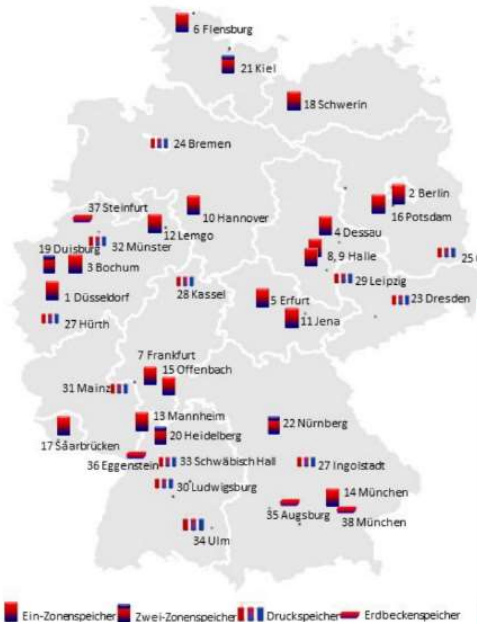 6 Flensburg
21 Kiel
18 Schwerin
24 Bremen
2 Berlin
37 Steinfurt
10 Hannover
16 Potsdam
12 Lemgo
4 Dessau
19 Duisburg
32 Münster
8, 9 Halle
25
3 Bochum
29 Leipzig
28 Kassel
1 Düsseldorf
5 Erfurt
23 Dresden
27 Hürth
11 Jena
7 Frankfurt
15 Offenbach
31 Mainz
13 Mannheim
22 Nürnberg
17 Saarbrücken
20 Heidelberg
36 Eggenstein
33 Schwäbisch Hall
27 Ingolstadt
30 Ludwigsburg
14 München
35 Augsburg
38 München
34 Ulm
Ein-Zonenspeicher Zwei-Zonenspeicher Druckspeicher Erdbeckenspeicher